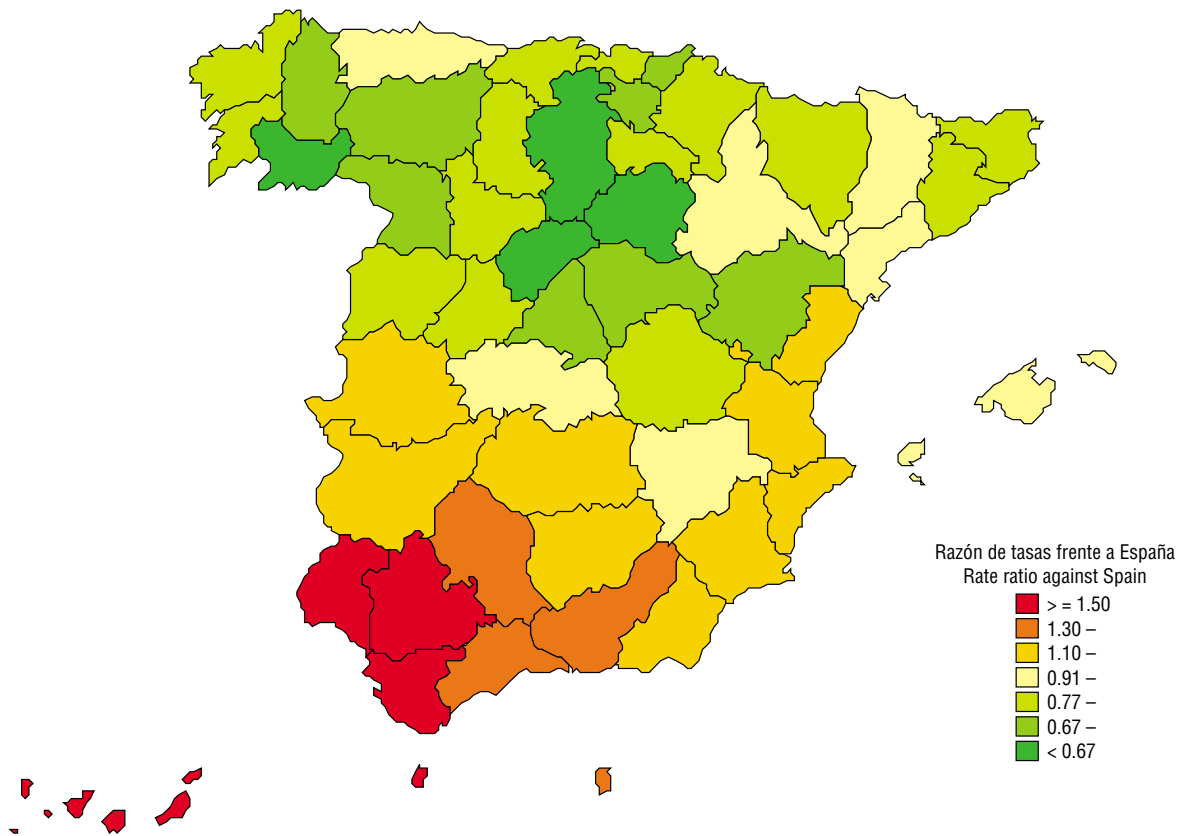 Razón de tasas frente a España
Rate ratio against Spain
> = 1.50
1.30 –
1.10 –
0.91 –
0.77 –
0.67 –
< 0.67